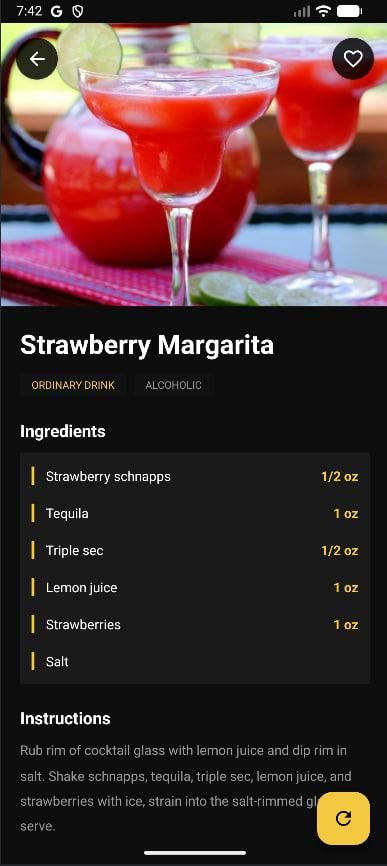 7:42
Strawberry Margarita
ORDINARY DRINK ALCOHOLIC
Ingredients
Strawberry schnapps 1/2 oz
Tequila 1 oz
Triple sec 1/2 oz
Lemon juice 1 oz
Strawberries 1 oz
Salt
Instructions
Rub rim of cocktail glass with lemon juice and dip rim in
salt. Shake schnapps, tequila, triple sec, lemon juice, and
strawberries with ice, strain into the salt-rimmed
serve.